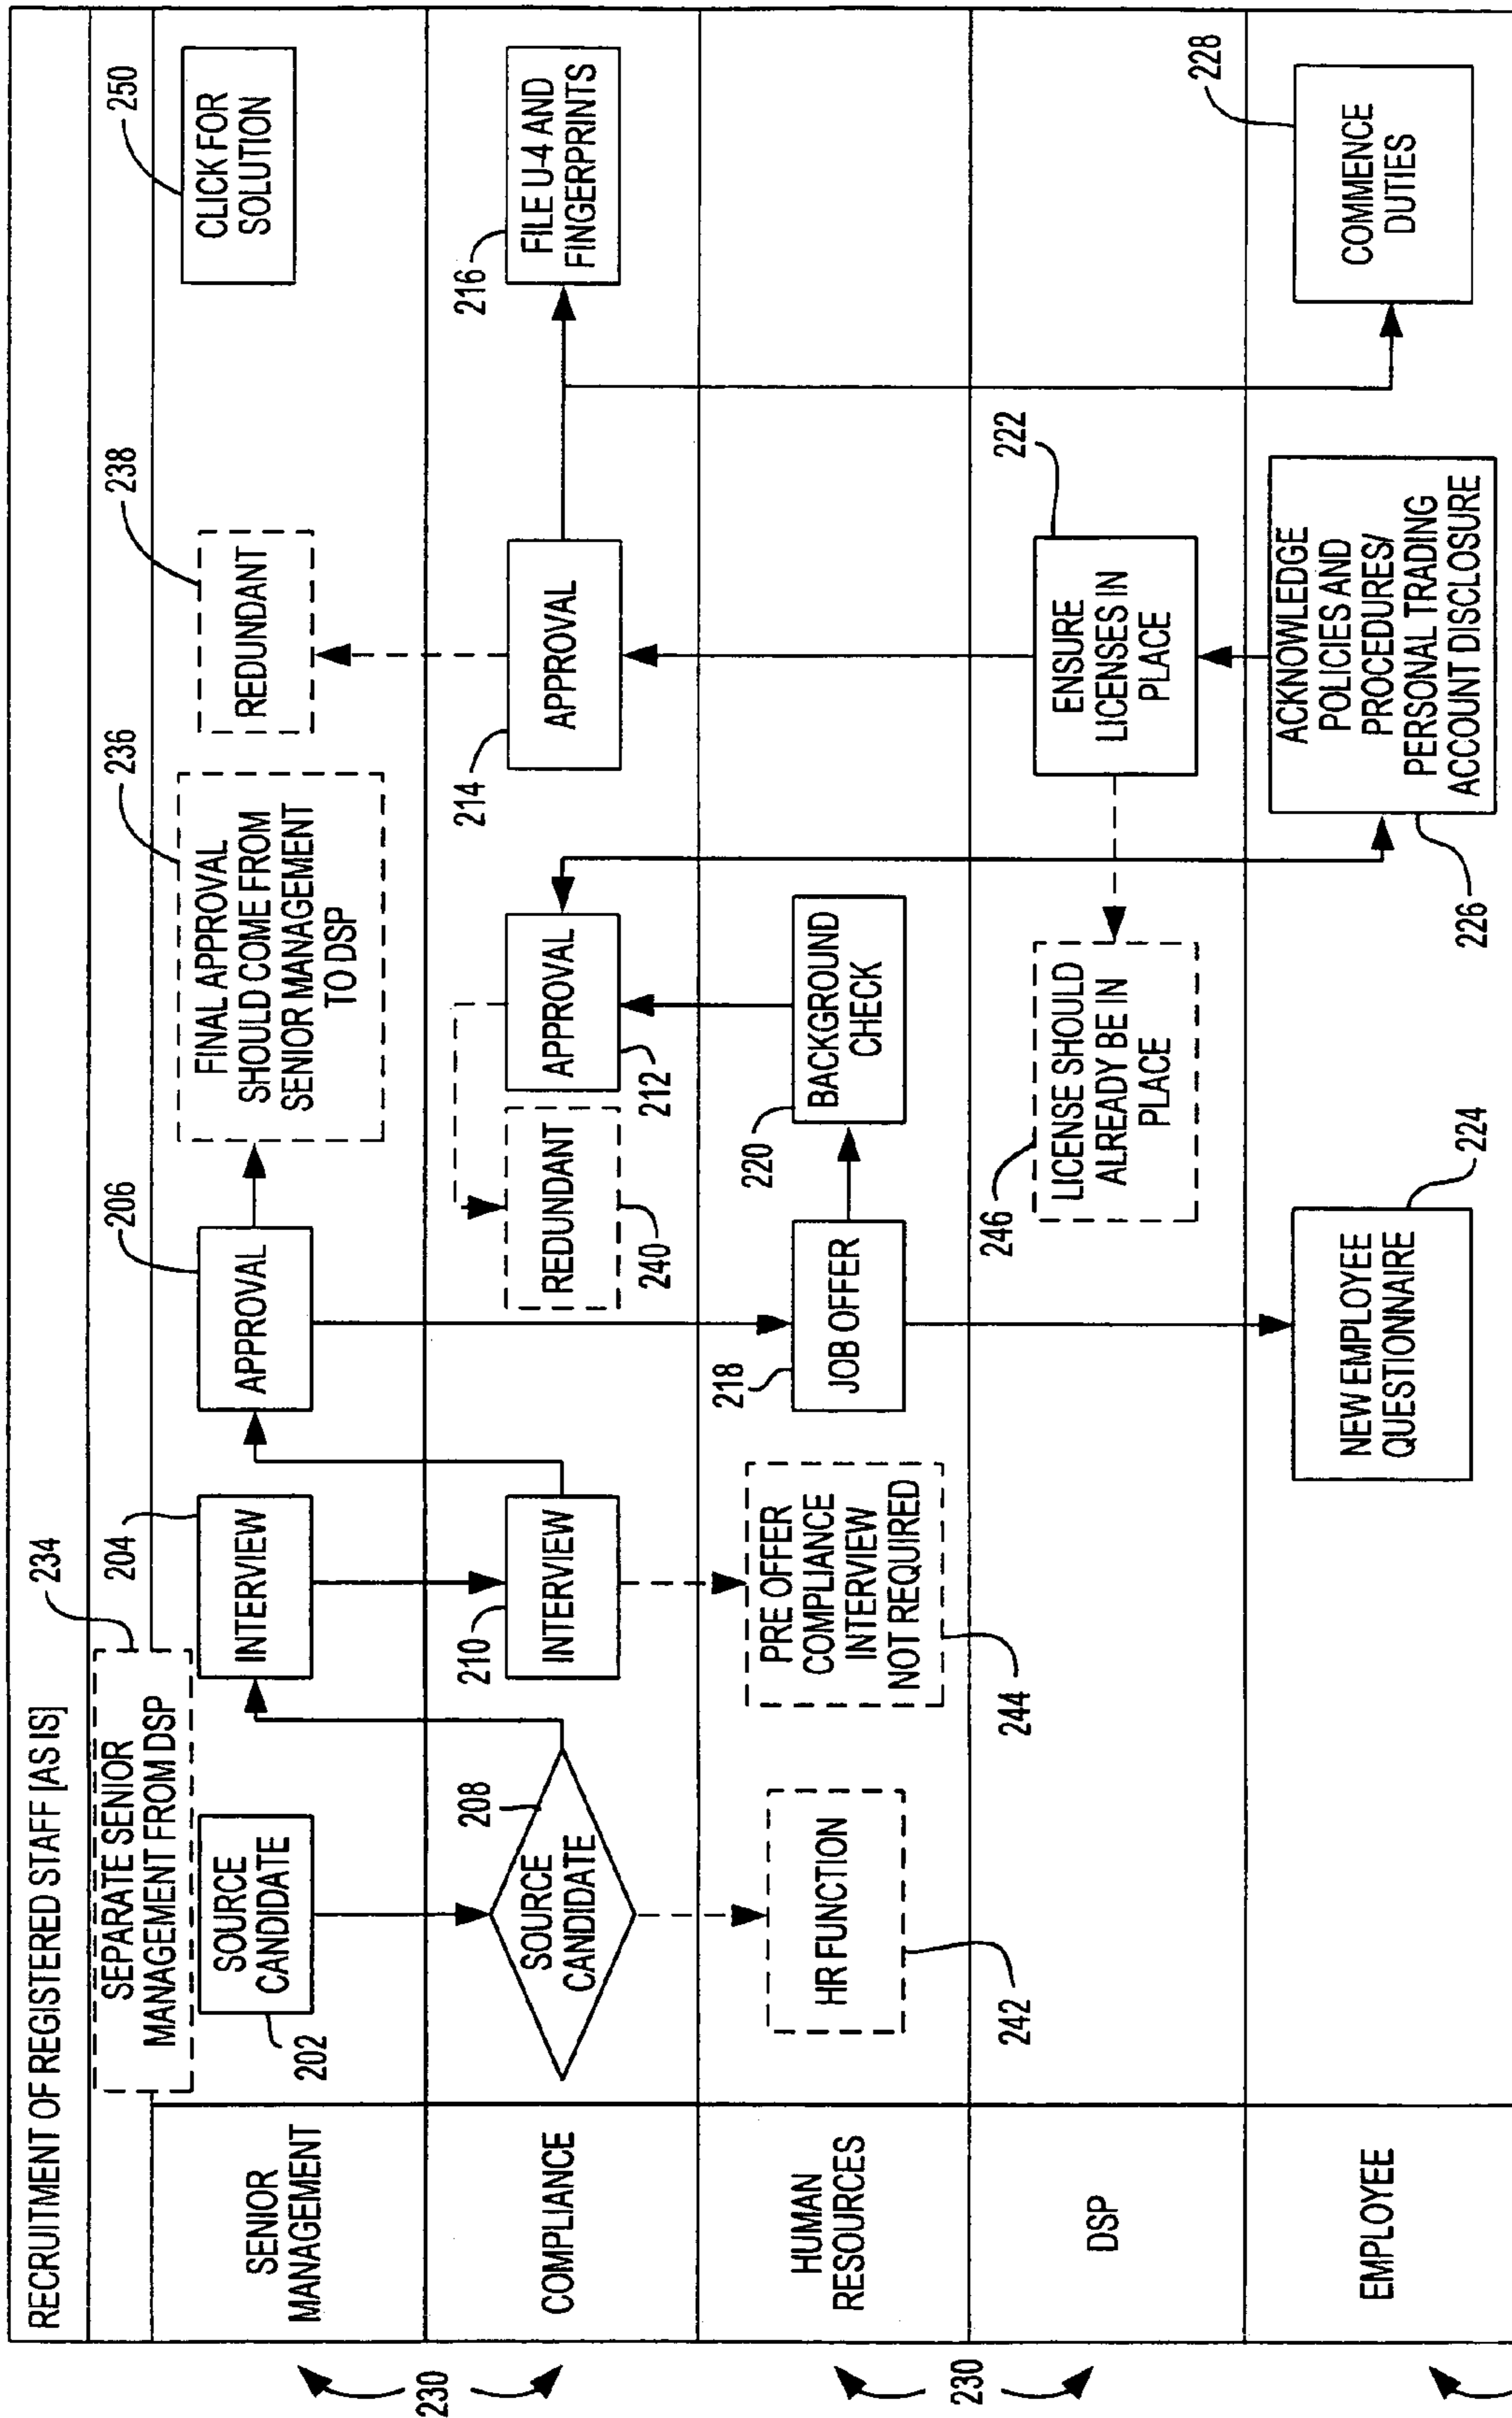 RECRUITMENT OF REGISTERED STAFF [AS IS]
234
SEPARATE SENIOR
MANAGEMENT FROM DSP
SENIOR
MANAGEMENT
SOURCE
CANDIDATE
202
204
INTERVIEW
206
APPROVAL
236
FINAL APPROVAL
SHOULD COME FROM
SENIOR MANAGEMENT
TO DSP
238
REDUNDANT
250
CLICK FOR
SOLUTION
COMPLIANCE
208
SOURCE
CANDIDATE
210
INTERVIEW
REDUNDANT
240
APPROVAL
212
214
APPROVAL
216
FILE U-4 AND
FINGERPRINTS
HUMAN
RESOURCES
HR FUNCTION
242
PRE OFFER
COMPLIANCE
INTERVIEW
NOT REQUIRED
244
218
JOB OFFER
220
BACKGROUND
CHECK
DSP
246
LICENSE SHOULD
ALREADY BE IN
PLACE
222
ENSURE
LICENSES IN
PLACE
EMPLOYEE
NEW EMPLOYEE
QUESTIONNAIRE
224
ACKNOWLEDGE
POLICIES AND
PROCEDURES/
PERSONAL TRADING
ACCOUNT DISCLOSURE
226
228
COMMENCE
DUTIES
230
230